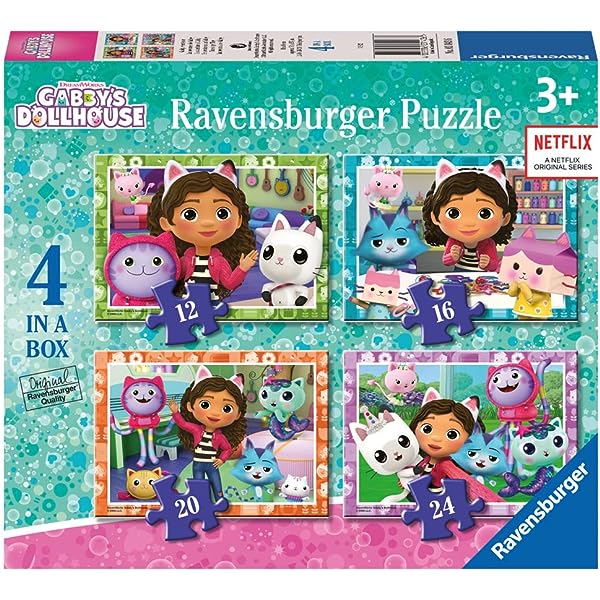 Ravensburger
DREAMWORKS
GABBY'S
DOLLHOUSE
Ravensburger® Puzzle
3+
NETFLIX
A NETFLIX
ORIGINAL SERIES
4
IN A
BOX
Original
Ravensburger
Quality
12
16
20
24
Ravensburger